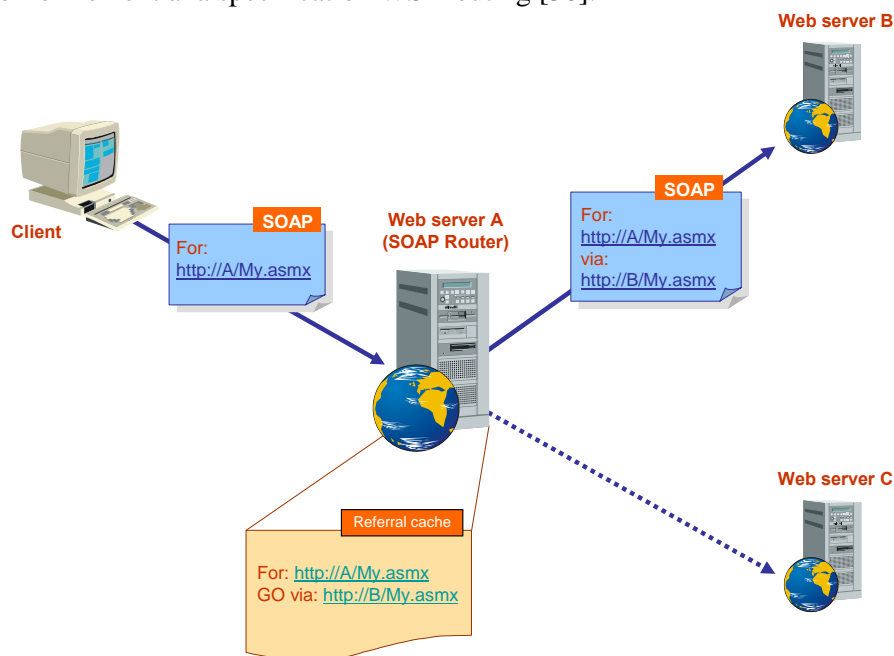 Web server B
Client
SOAP
For:
http://A/My.asmx
Web server A
(SOAP Router)
SOAP
For:
http://A/My.asmx
via:
http://B/My.asmx
Web server C
Referral cache
For: http://A/My.asmx
GO via: http://B/My.asmx